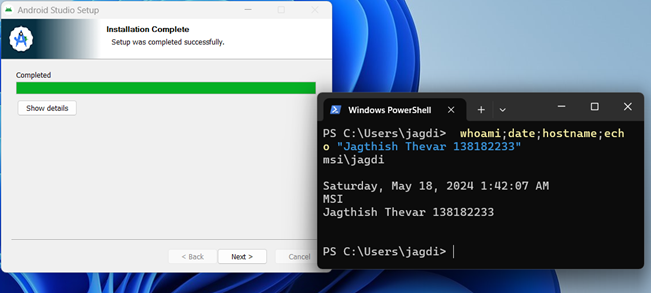 Android Studio Setup
Installation Complete
Setup was completed successfully.
Completed
Show details
< Back
Next >
Cancel
Windows PowerShell
PS C:\Users\jagdi>  whoami;date;hostname;ech
o "Jagthish Thevar 138182233"
msi\jagdi
Saturday, May 18, 2024 1:42:07 AM
MSI
Jagthish Thevar 138182233
PS C:\Users\jagdi>